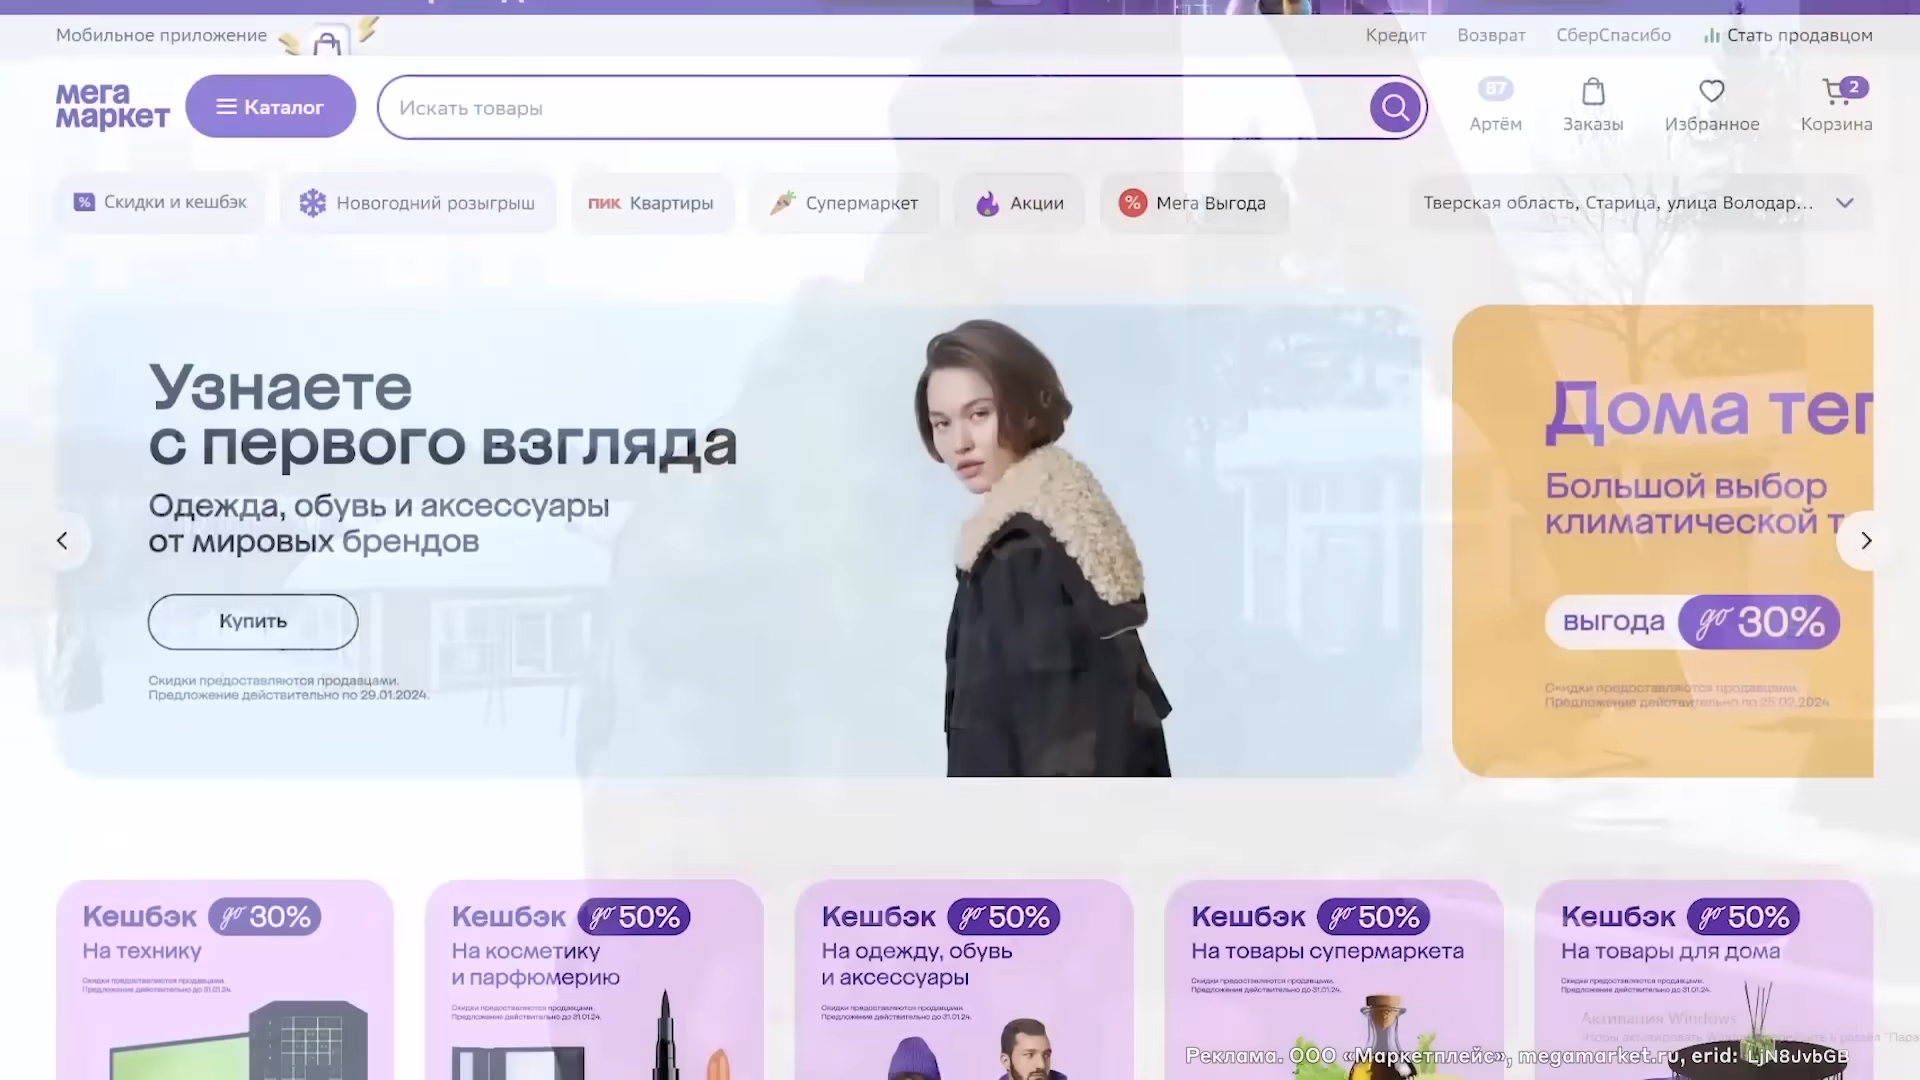 Мобильное приложение
Кредит
Возврат
СберСпасибо
Стать продавцом
мега
маркет
Каталог
Искать товары
87
Артём
Заказы
Избранное
2
Корзина
Скидки и кешбэк
Новогодний розыгрыш
ПИК Квартиры
Супермаркет
Акции
Мега Выгода
Тверская область, Старица, улица Володар...
Узнаете
с первого взгляда
Одежда, обувь и аксессуары
от мировых брендов
Купить
Скидки предоставляются продавцами.
Предложение действительно по 29.01.2024.
Дома теп
Большой выбор
климатической т
выгода до 30%
Скидки предоставляются продавцами.
Предложение действительно по 25.02.2024.
Кешбэк до 30%
На технику
Скидки предоставляются продавцами.
Предложение действительно до 31.01.24.
Кешбэк до 50%
На косметику
и парфюмерию
Скидки предоставляются продавцами.
Предложение действительно до 31.01.24.
Кешбэк до 50%
На одежду, обувь
и аксессуары
Скидки предоставляются продавцами.
Предложение действительно до 31.01.24.
Кешбэк до 50%
На товары супермаркета
Скидки предоставляются продавцами.
Предложение действительно до 31.01.24.
Кешбэк до 50%
На товары для дома
Скидки предоставляются продавцами.
Предложение действительно до 31.01.24.
Активация Windows
Реклама. ООО «Маркетплейс», megamarket.ru, erid: LjN8JvbGB